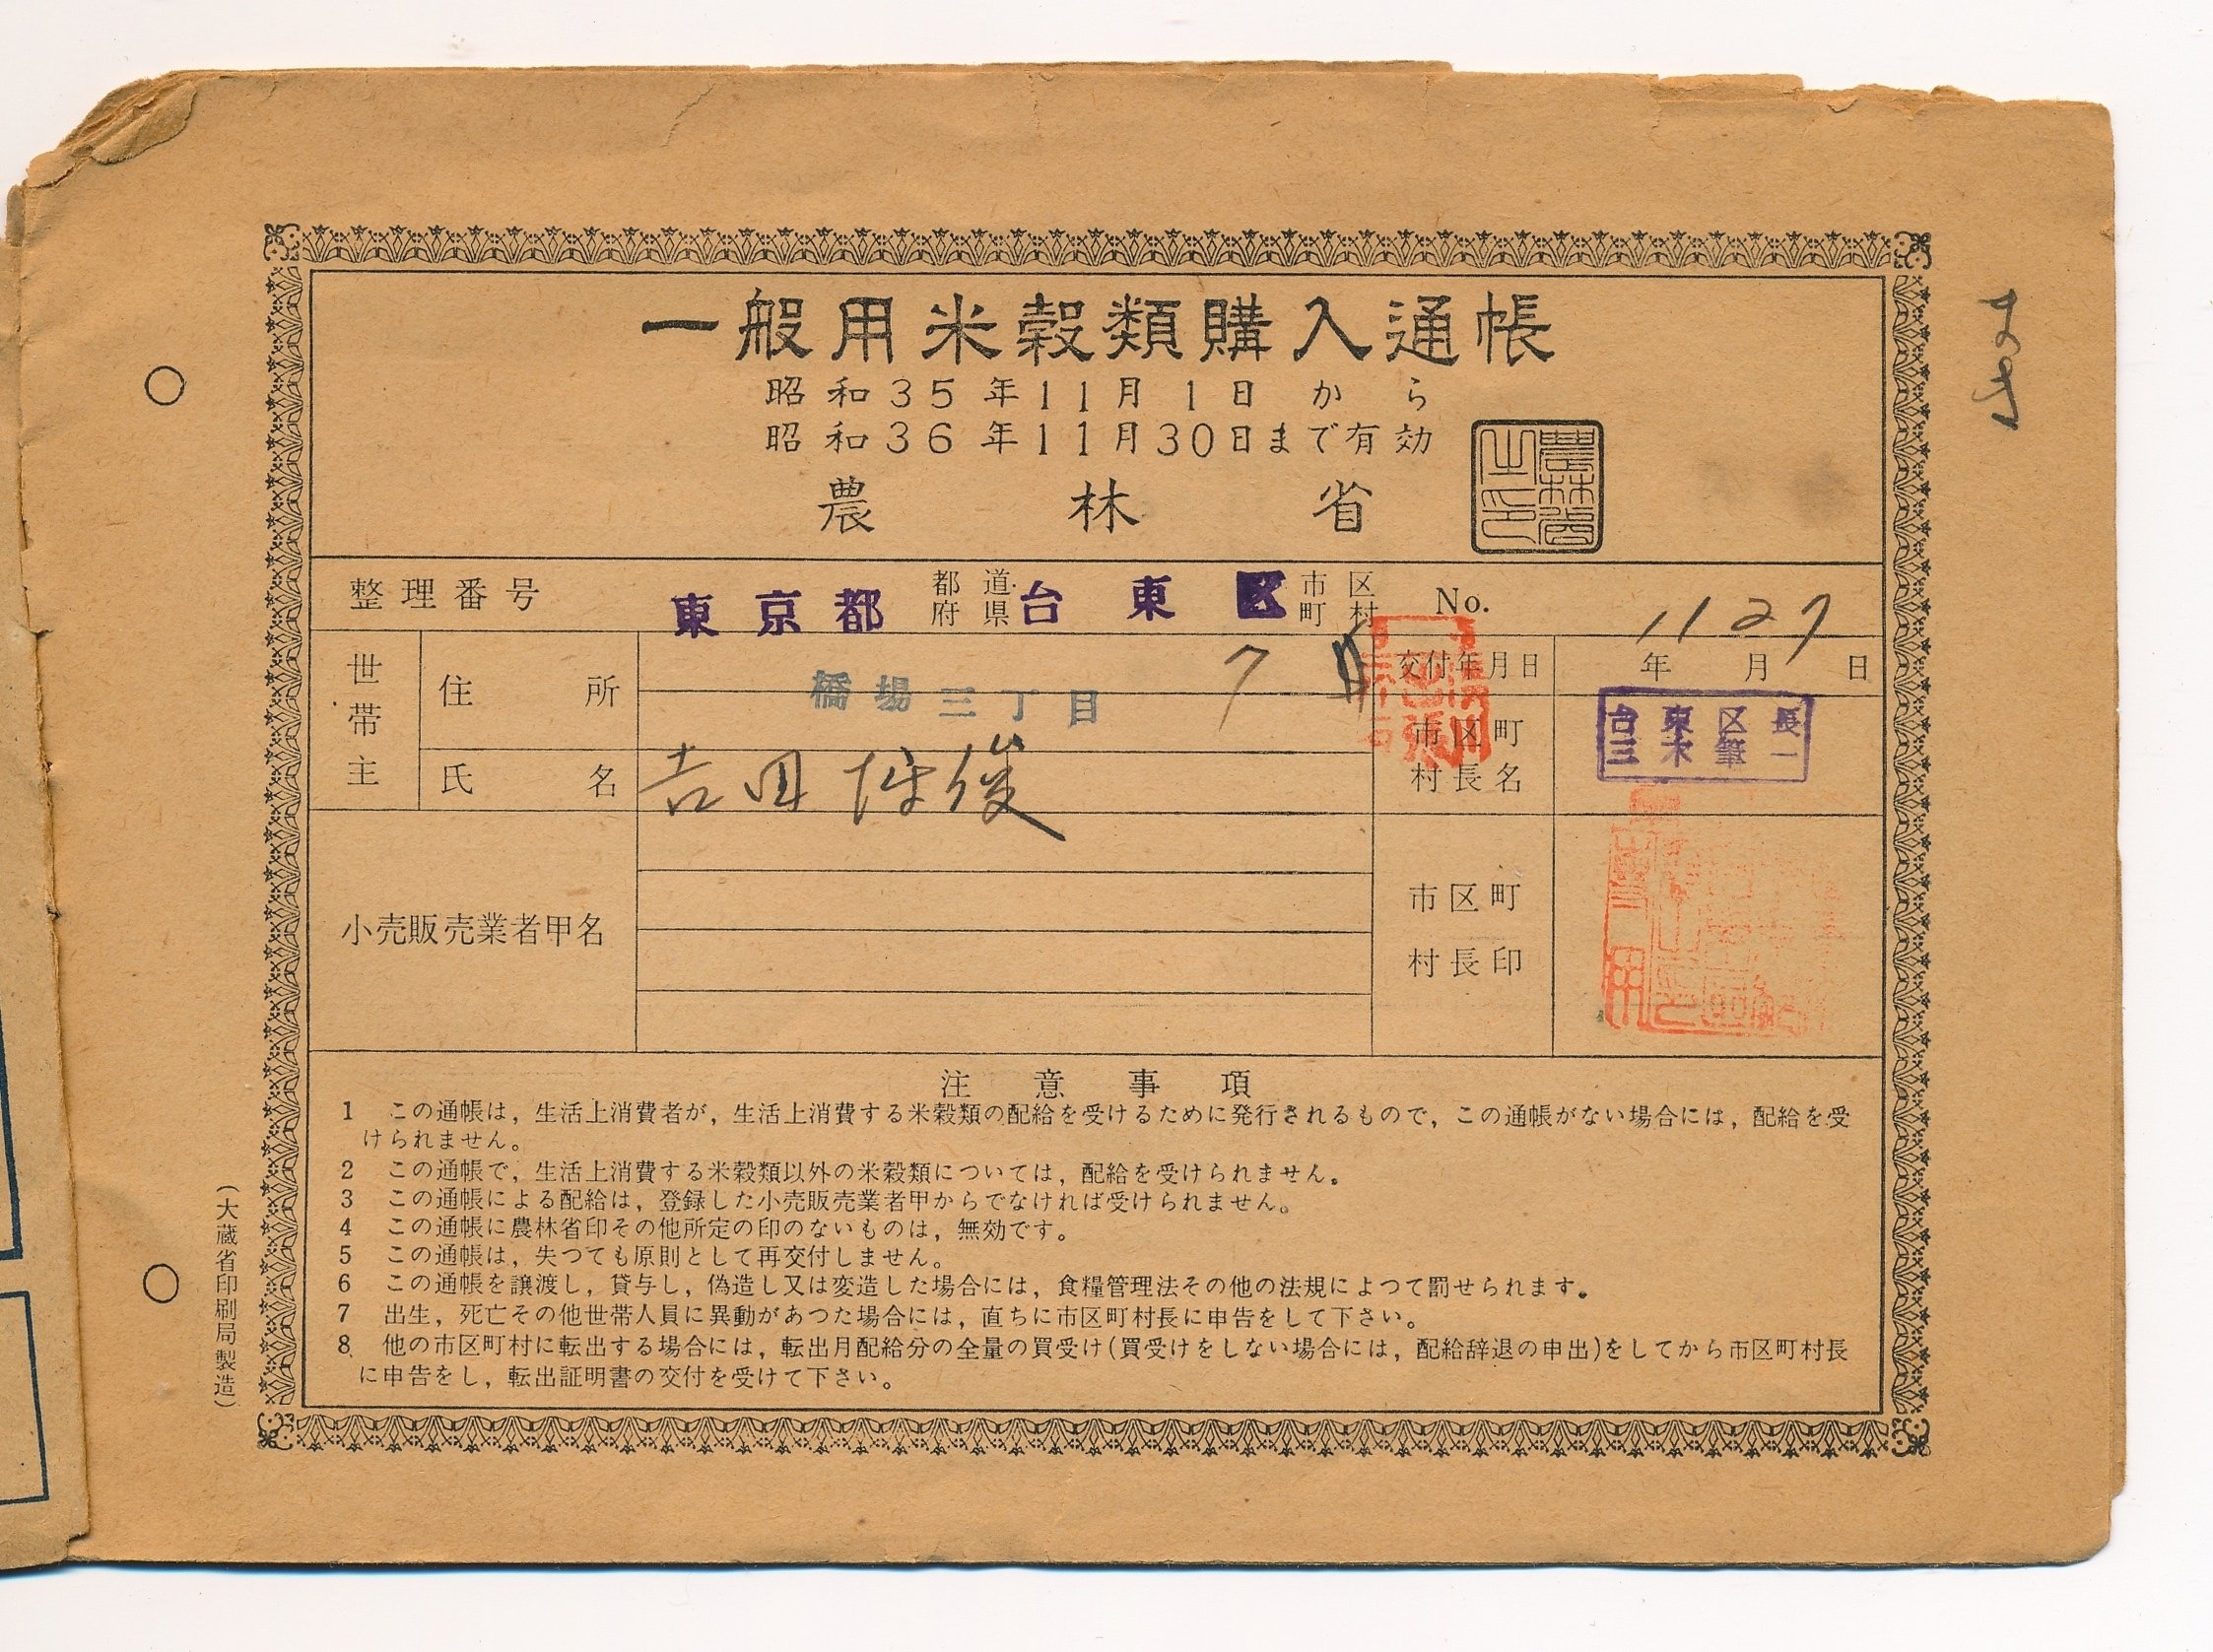 一般用米穀類購入通帳
昭和35年11月1日から
昭和36年11月30日まで有効
農林省
農林省之印
整理番号 東京都 都道府県 台東区 市区町村 No. 1127
世帯主 住所 橋場三丁目 7
交付年月日 年 月 日
市区町村長名 台東区長
氏名 吉田 俊
小売販売業者甲名
市区町村長印
注意事項
1 この通帳は，生活上消費者が，生活上消費する米穀類の配給を受けるために発行されるもので，この通帳がない場合には，配給を受
けられません。
2 この通帳で，生活上消費する米穀類以外の米穀類については，配給を受けられません。
3 この通帳による配給は，登録した小売販売業者甲からでなければ受けられません。
4 この通帳に農林省印その他所定の印のないものは，無効です。
5 この通帳は，失つても原則として再交付しません。
6 この通帳を譲渡し，貸与し，偽造し又は変造した場合には，食糧管理法その他の法規によつて罰せられます。
7 出生，死亡その他世帯人員に異動があつた場合には，直ちに市区町村長に申告をして下さい。
8 他の市区町村に転出する場合には，転出月配給分の全量の買受け(買受けをしない場合には，配給辞退の申出)をしてから市区町村長
に申告をし，転出証明書の交付を受けて下さい。
(大蔵省印刷局製造)